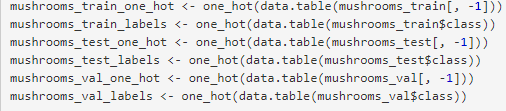 mushrooms_train_one_hot <- one_hot(data.table(mushrooms_train[, -1]))
mushrooms_train_labels <- one_hot(data.table(mushrooms_train$class))
mushrooms_test_one_hot <- one_hot(data.table(mushrooms_test[, -1]))
mushrooms_test_labels <- one_hot(data.table(mushrooms_test$class))
mushrooms_val_one_hot <- one_hot(data.table(mushrooms_val[, -1]))
mushrooms_val_labels <- one_hot(data.table(mushrooms_val$class))